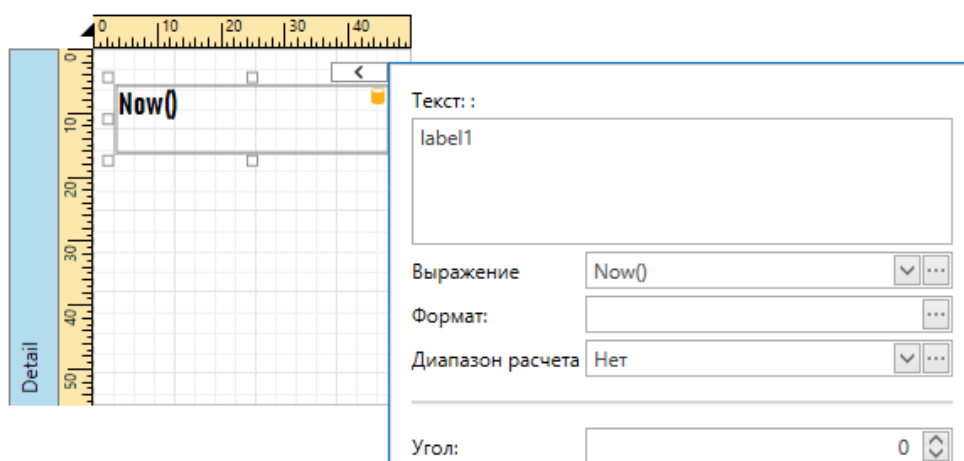 0 10 20 30 40
0 10 20 30 40 50
Detail
Now()
Текст: :
label1
Выражение Now()
Формат:
Диапазон расчета Нет
Угол: 0